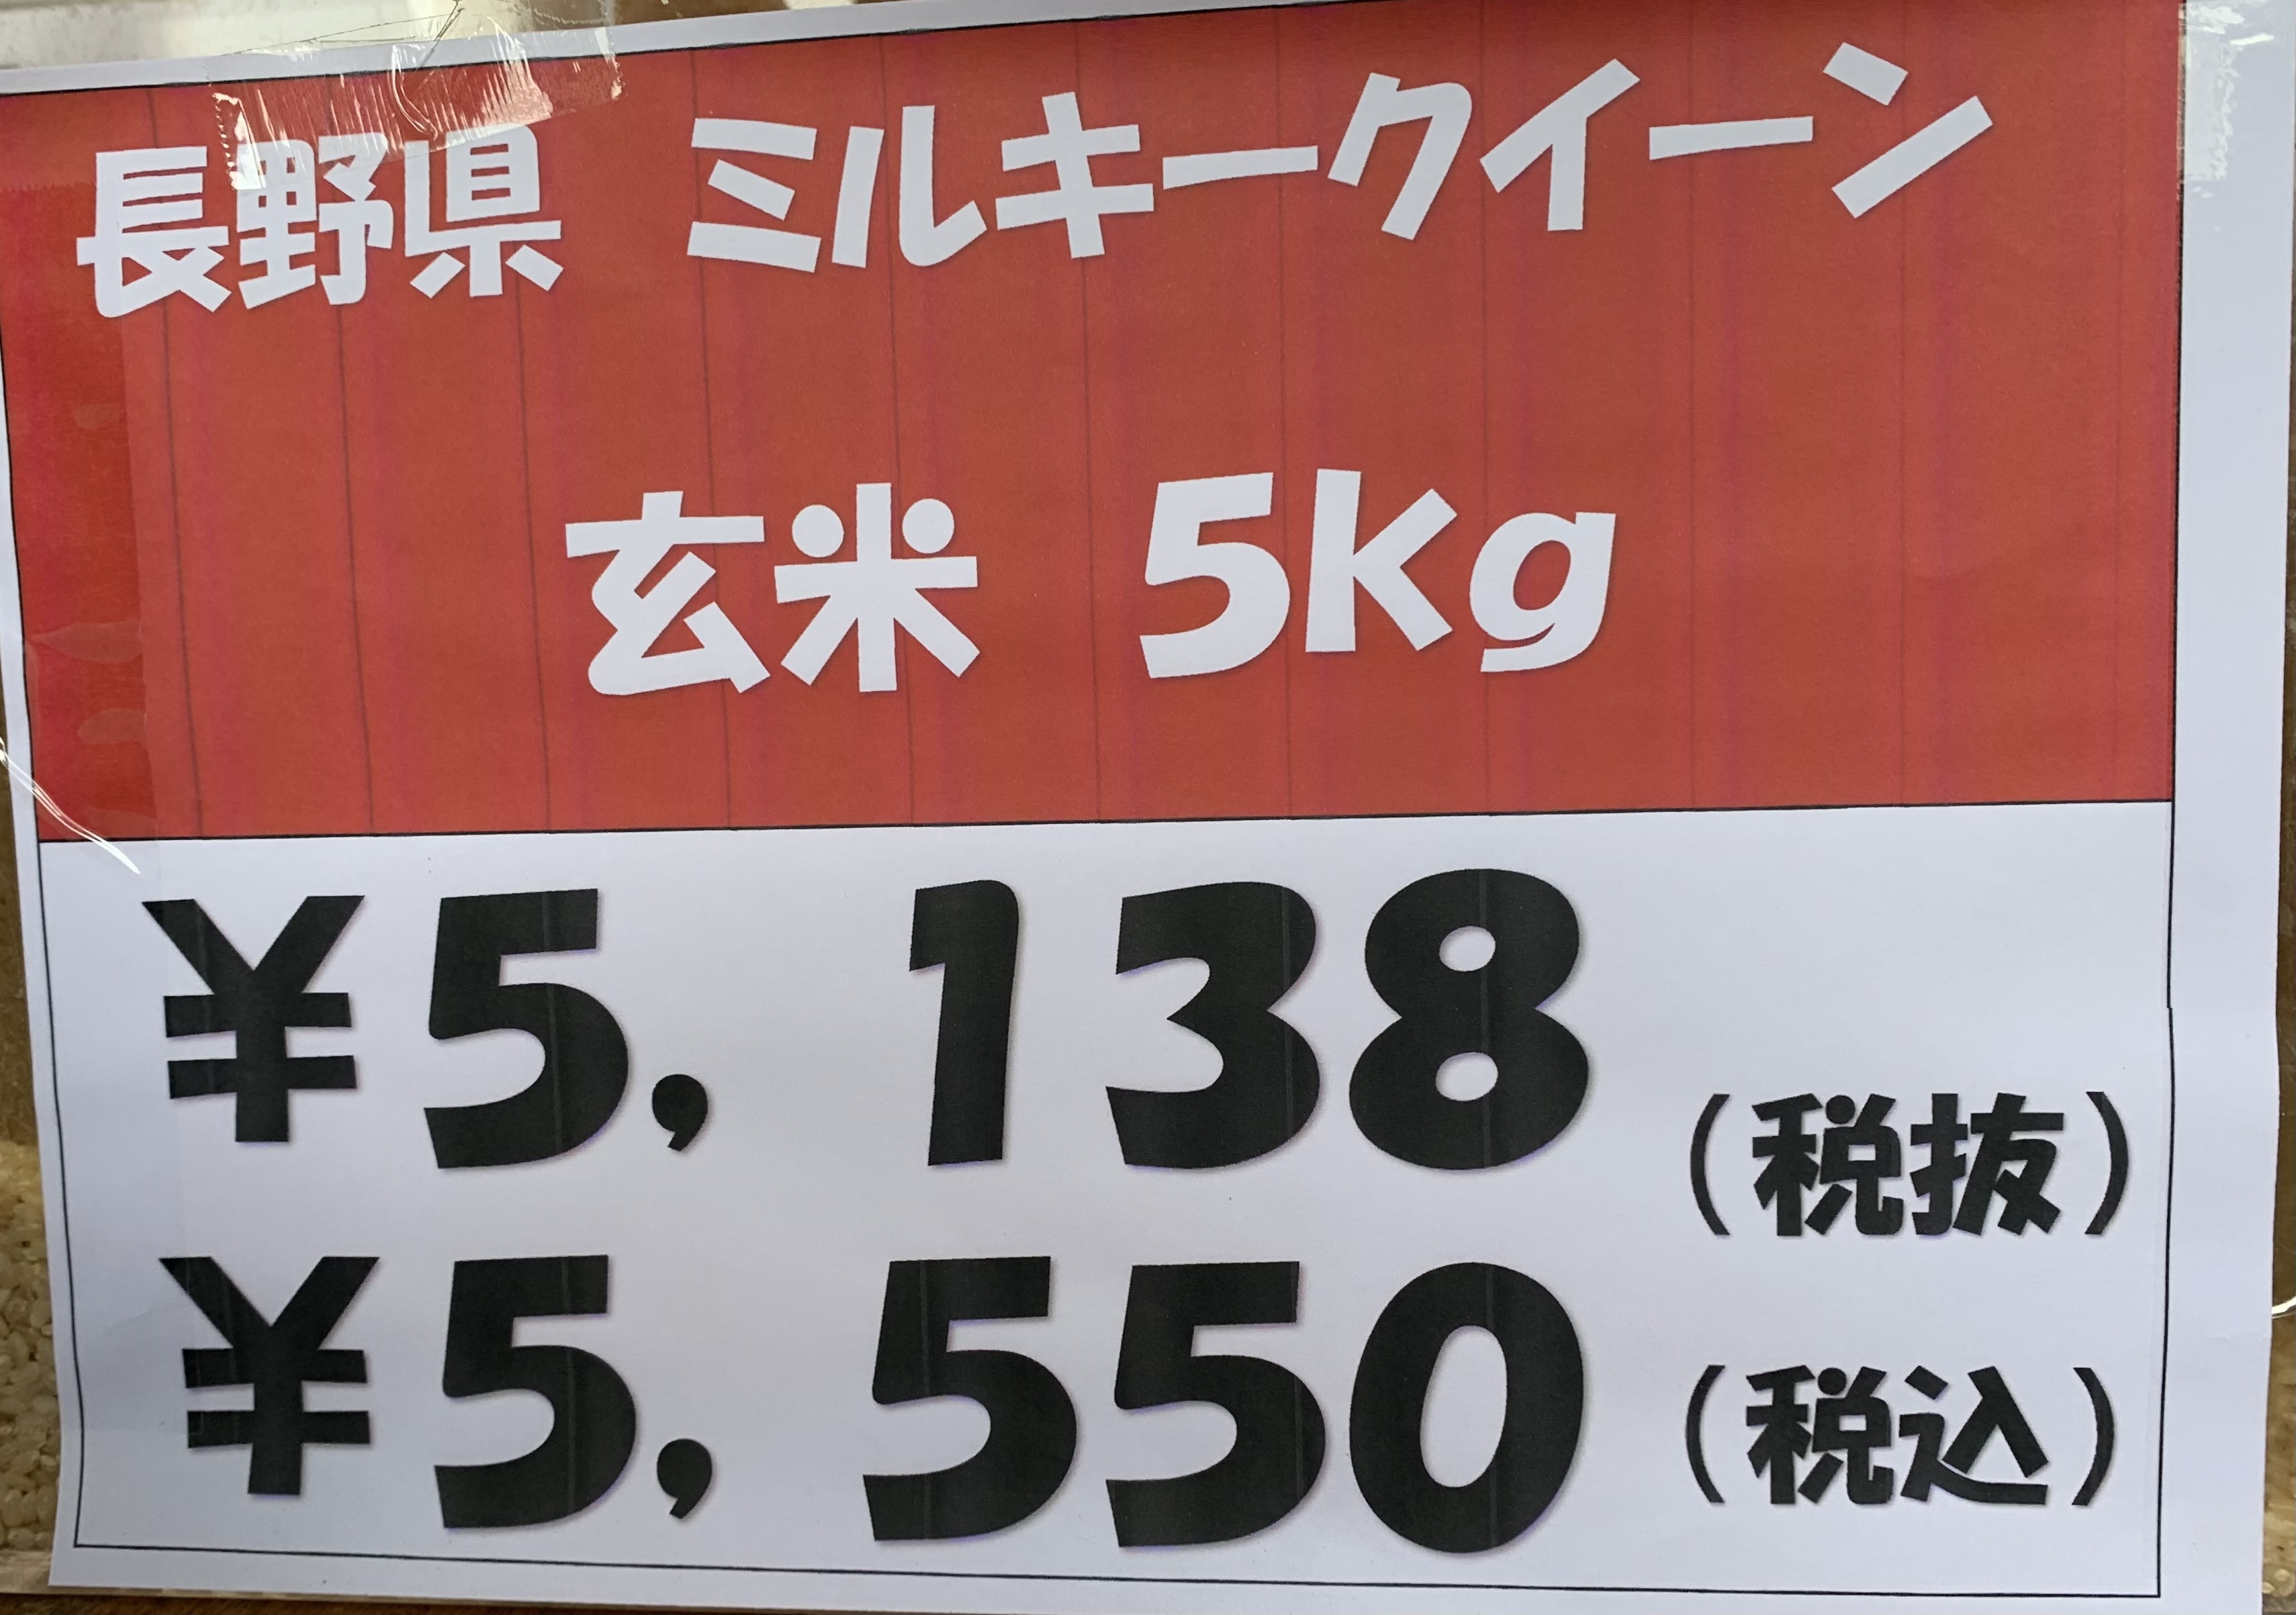 長野県 ミルキークイーン
玄米 5kg
¥5, 138 (税抜)
¥5, 550 (税込)